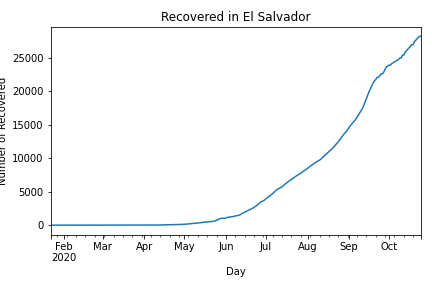 Recovered in El Salvador
Number of Recovered
25000
20000
15000
10000
5000
0
Feb Mar Apr May Jun Jul Aug Sep Oct
2020
Day